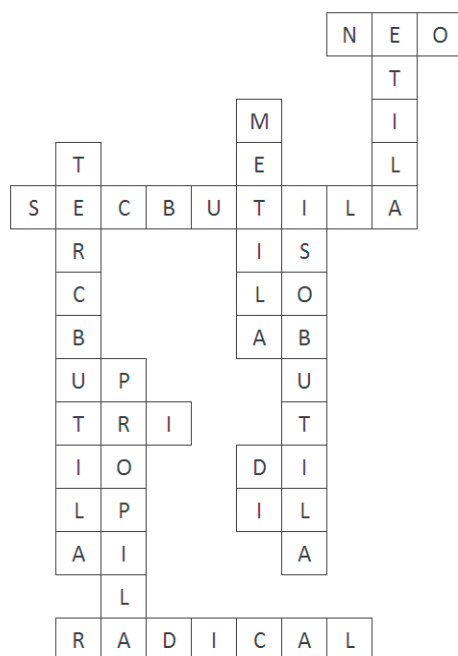 N E O
T
M I
T E L
S E C B U T I L A
R I S
C L O
B A B
U P U
T R I T
I O D I
L P I L
A I A
L
R A D I C A L